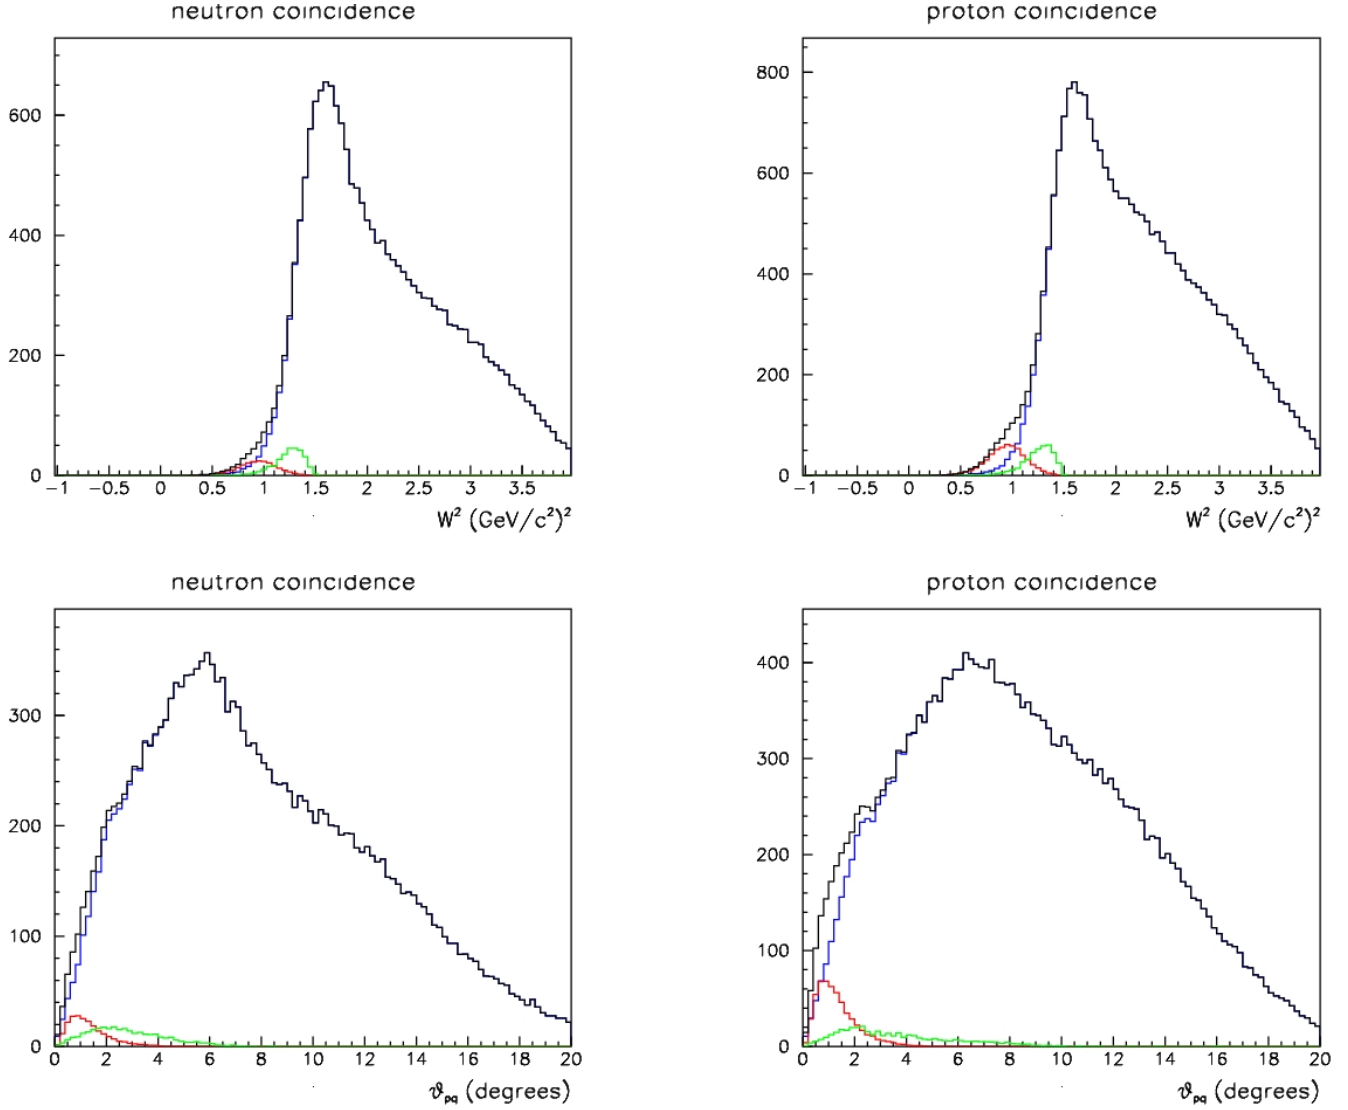 neutron coincidence
proton coincidence
600
400
200
0
−1 −0.5 0 0.5 1 1.5 2 2.5 3 3.5
W² (GeV/c²)²
800
600
400
200
0
−1 −0.5 0 0.5 1 1.5 2 2.5 3 3.5
W² (GeV/c²)²
neutron coincidence
proton coincidence
300
200
100
0
0 2 4 6 8 10 12 14 16 18 20
ϑpq (degrees)
400
300
200
100
0
0 2 4 6 8 10 12 14 16 18 20
ϑpq (degrees)